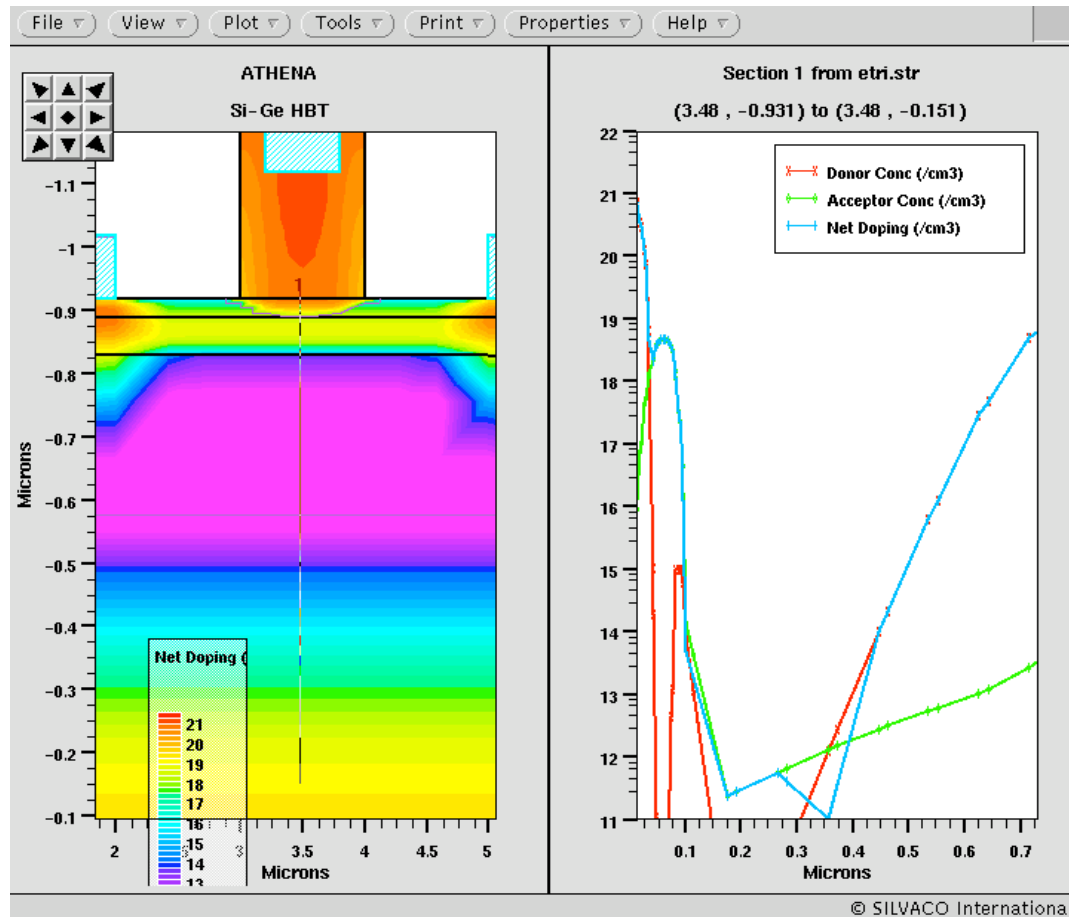 File View Plot Tools Print Properties Help
ATHENA
Si-Ge HBT
-1.1
-1
-0.9
-0.8
-0.7
-0.6
-0.5
-0.4
-0.3
-0.2
-0.1
Microns
1
Net Doping (
21
20
19
18
17
16
15
14
13
2 3 3.5 4 4.5 5
Microns
Section 1 from etri.str
(3.48 , -0.931) to (3.48 , -0.151)
Donor Conc (/cm3)
Acceptor Conc (/cm3)
Net Doping (/cm3)
22
21
20
19
18
17
16
15
14
13
12
11
0.1 0.2 0.3 0.4 0.5 0.6 0.7
Microns
© SILVACO Internationa